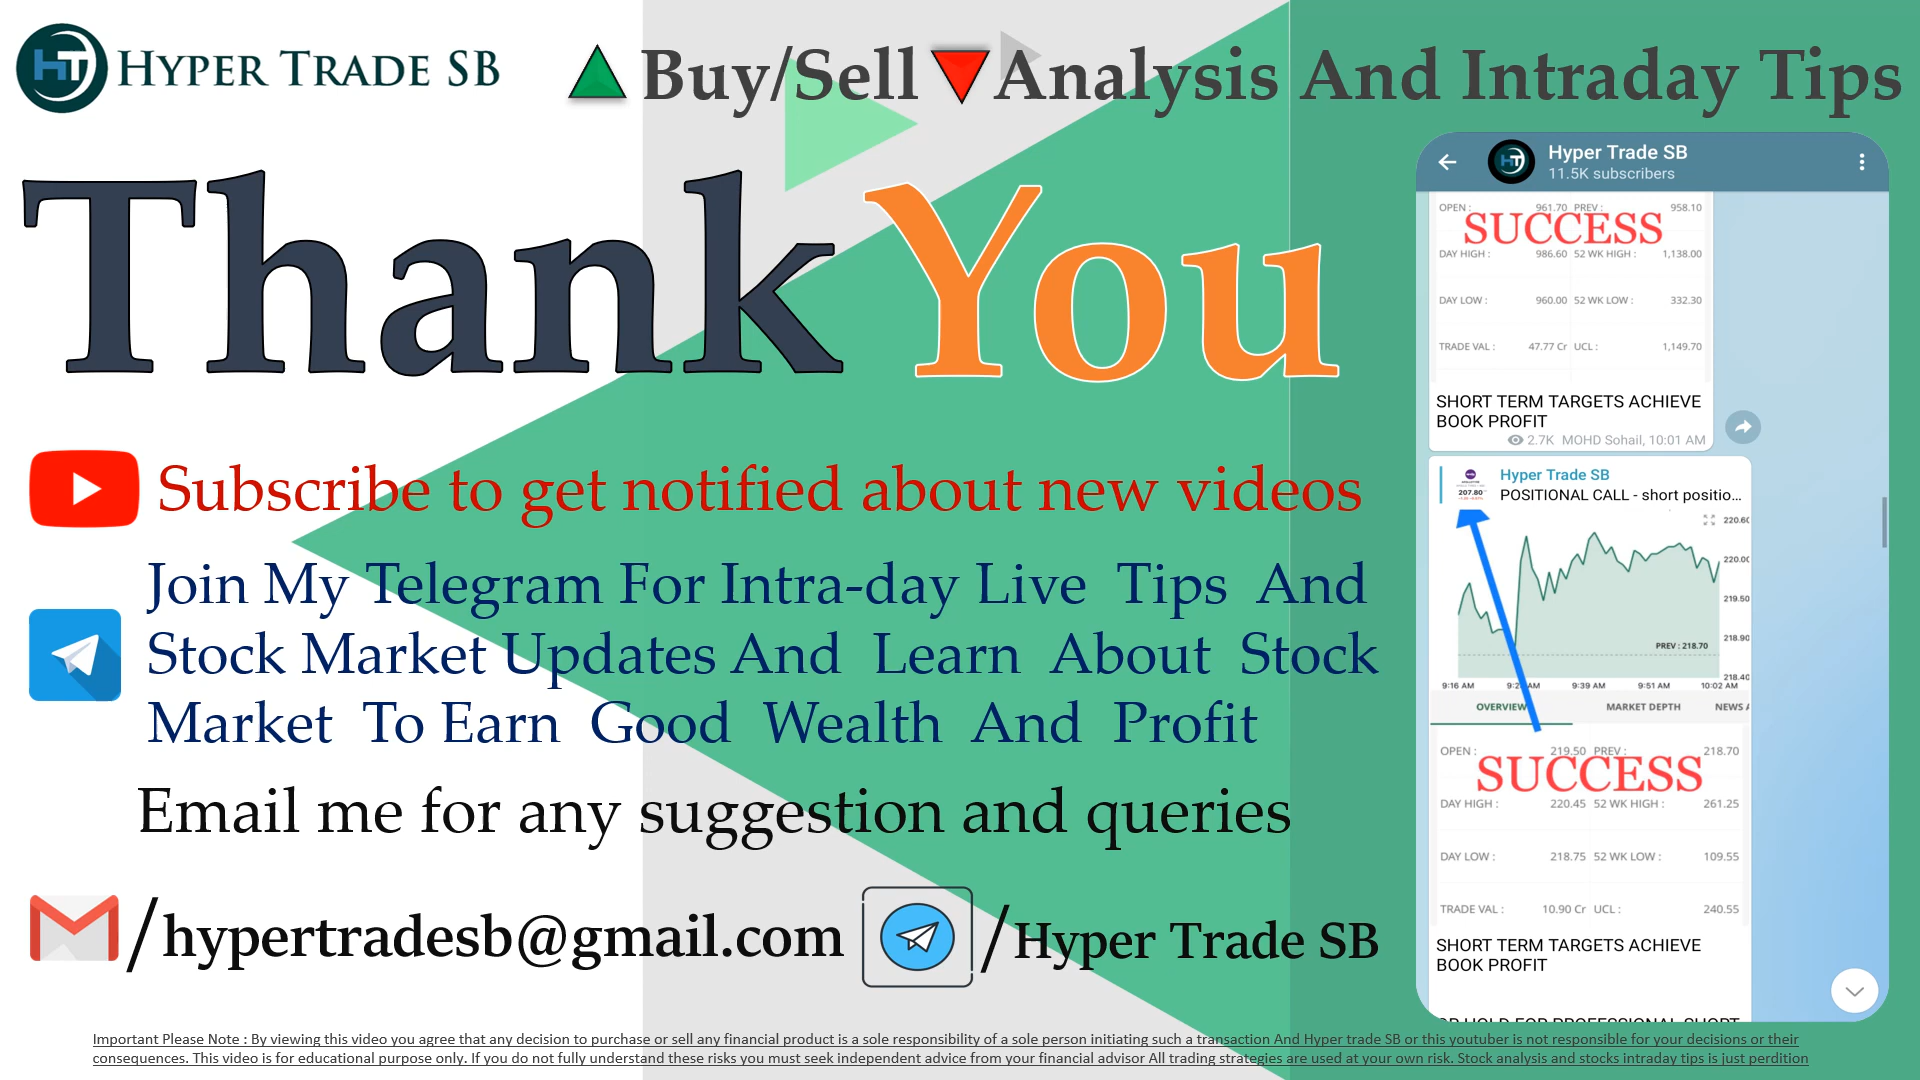 HT HYPER TRADE SB
Buy/Sell Analysis And Intraday Tips
Thank You
Subscribe to get notified about new videos
Join My Telegram For Intra-day Live Tips And
Stock Market Updates And Learn About Stock
Market To Earn Good Wealth And Profit
Email me for any suggestion and queries
/hypertradesb@gmail.com
/Hyper Trade SB
Hyper Trade SB
11.5K subscribers
OPEN : 961.70 PREV : 958.10
SUCCESS
DAY HIGH : 986.60 52 WK HIGH : 1,138.00
DAY LOW : 960.00 52 WK LOW : 332.30
TRADE VAL : 47.77 Cr UCL : 1,149.70
SHORT TERM TARGETS ACHIEVE
BOOK PROFIT
2.7K MOHD Sohail, 10:01 AM
Hyper Trade SB
207.80 POSITIONAL CALL - short positio...
220.60
220.00
219.50
218.90
PREV : 218.70
218.40
9:16 AM 9:2 AM 9:39 AM 9:51 AM 10:02 AM
OVERVIEW MARKET DEPTH NEWS
OPEN : 219.50 PREV : 218.70
SUCCESS
DAY HIGH : 220.45 52 WK HIGH : 261.25
DAY LOW : 218.75 52 WK LOW : 109.55
TRADE VAL : 10.90 Cr UCL : 240.55
SHORT TERM TARGETS ACHIEVE
BOOK PROFIT
OR HOLD FOR PROFESSIONAL SHORT
Important Please Note : By viewing this video you agree that any decision to purchase or sell any financial product is a sole responsibility of a sole person initiating such a transaction And Hyper trade SB or this youtuber is not responsible for your decisions or their
consequences. This video is for educational purpose only. If you do not fully understand these risks you must seek independent advice from your financial advisor All trading strategies are used at your own risk. Stock analysis and stocks intraday tips is just perdition